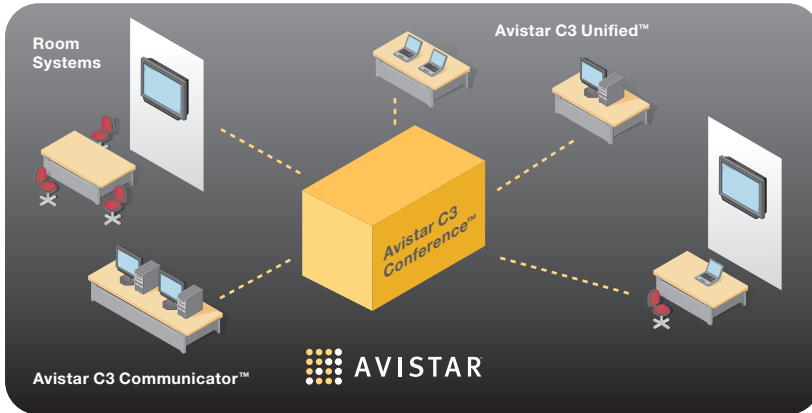 Room
Systems
Avistar C3 Unified™
Avistar C3
Conference™
Avistar C3 Communicator™
AVISTAR